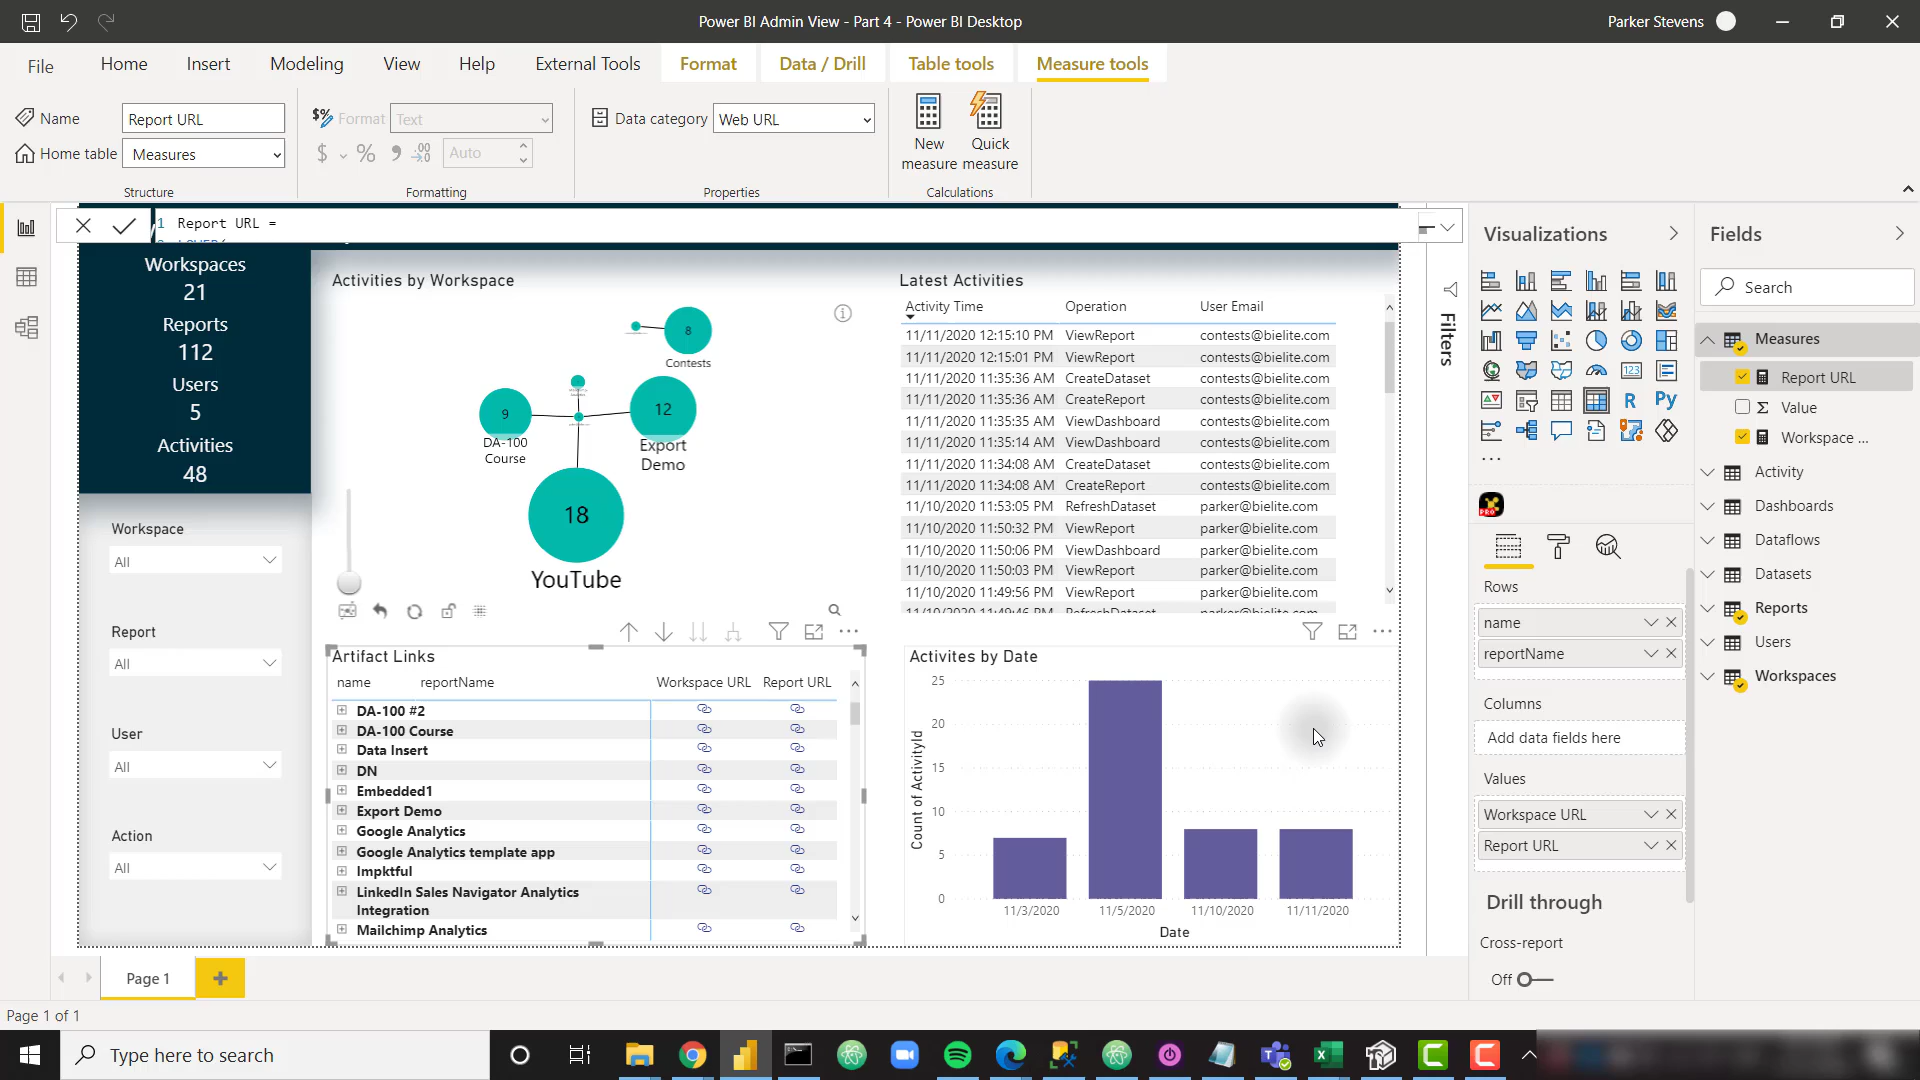 Power BI Admin View - Part 4 - Power BI Desktop
Parker Stevens
File
Home
Insert
Modeling
View
Help
External Tools
Format
Data / Drill
Table tools
Measure tools
Name
Report URL
Format
Text
Data category
Web URL
Home table
Measures
$
%
Auto
New
measure
Quick
measure
Structure
Formatting
Properties
Calculations
1 Report URL =
Workspaces
21
Reports
112
Users
5
Activities
48
Workspace
All
Report
All
User
All
Action
All
Activities by Workspace
8
Contests
9
DA-100
Course
12
Export
Demo
18
YouTube
Latest Activities
Activity Time Operation User Email
11/11/2020 12:15:10 PM ViewReport contests@bielite.com
11/11/2020 12:15:01 PM ViewReport contests@bielite.com
11/11/2020 11:35:36 AM CreateDataset contests@bielite.com
11/11/2020 11:35:36 AM CreateReport contests@bielite.com
11/11/2020 11:35:35 AM ViewDashboard contests@bielite.com
11/11/2020 11:35:14 AM ViewDashboard contests@bielite.com
11/11/2020 11:34:08 AM CreateDataset contests@bielite.com
11/11/2020 11:34:08 AM CreateReport contests@bielite.com
11/10/2020 11:53:05 PM RefreshDataset parker@bielite.com
11/10/2020 11:50:32 PM ViewReport parker@bielite.com
11/10/2020 11:50:06 PM ViewDashboard parker@bielite.com
11/10/2020 11:50:03 PM ViewReport parker@bielite.com
11/10/2020 11:49:56 PM ViewReport parker@bielite.com
11/10/2020 11:49:46 PM RefreshDataset parker@bielite.com
Artifact Links
name reportName Workspace URL Report URL
DA-100 #2
DA-100 Course
Data Insert
DN
Embedded1
Export Demo
Google Analytics
Google Analytics template app
Impktful
LinkedIn Sales Navigator Analytics
Integration
Mailchimp Analytics
Activites by Date
Count of ActivityId
25
20
15
10
5
0
11/3/2020 11/5/2020 11/10/2020 11/11/2020
Date
Filters
Visualizations
R
Py
PRO
Rows
name
reportName
Columns
Add data fields here
Values
Workspace URL
Report URL
Drill through
Cross-report
Off
Fields
Search
Measures
Report URL
Value
Workspace ...
Activity
Dashboards
Dataflows
Datasets
Reports
Users
Workspaces
Page 1
Page 1 of 1
Type here to search